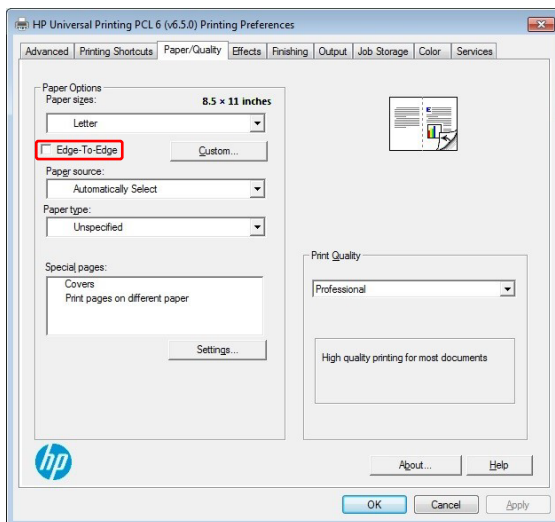 HP Universal Printing PCL 6 (v6.5.0) Printing Preferences
Advanced Printing Shortcuts Paper/Quality Effects Finishing Output Job Storage Color Services
Paper Options
Paper sizes: 8.5 × 11 inches
Letter
Edge-To-Edge Custom...
Paper source:
Automatically Select
Paper type:
Unspecified
Special pages:
Covers
Print pages on different paper
Settings...
Print Quality
Professional
High quality printing for most documents
hp
About... Help
OK Cancel Apply